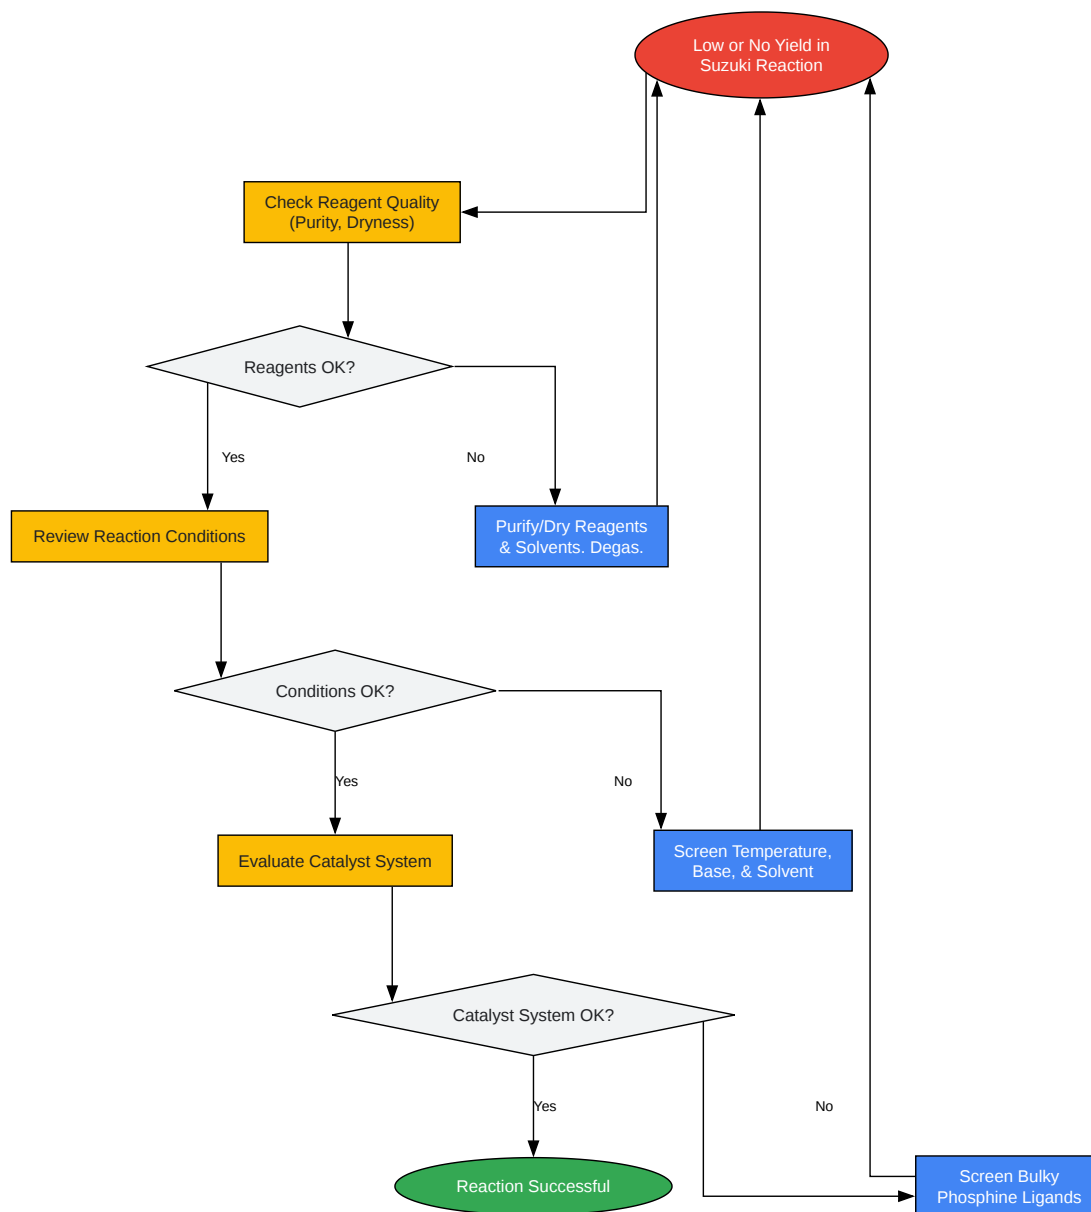 Low or No Yield in
Suzuki Reaction
Check Reagent Quality
(Purity, Dryness)
Reagents OK?
Yes
No
Review Reaction Conditions
Purify/Dry Reagents
& Solvents. Degas.
Conditions OK?
Yes
No
Evaluate Catalyst System
Screen Temperature,
Base, & Solvent
Catalyst System OK?
Yes
No
Reaction Successful
Screen Bulky
Phosphine Ligands